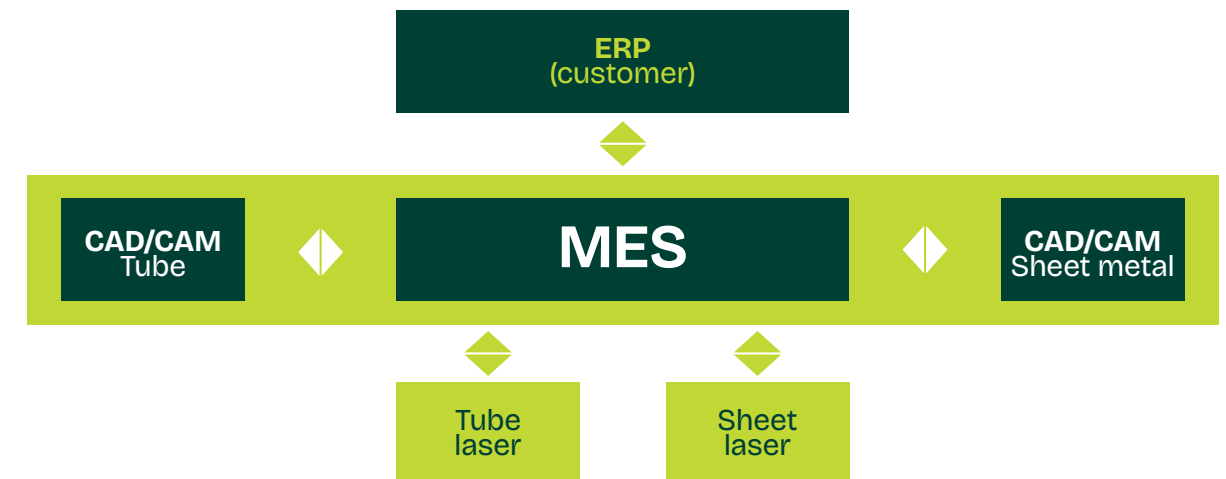 ERP
(customer)
CAD/CAM
Tube
MES
CAD/CAM
Sheet metal
Tube
laser
Sheet
laser